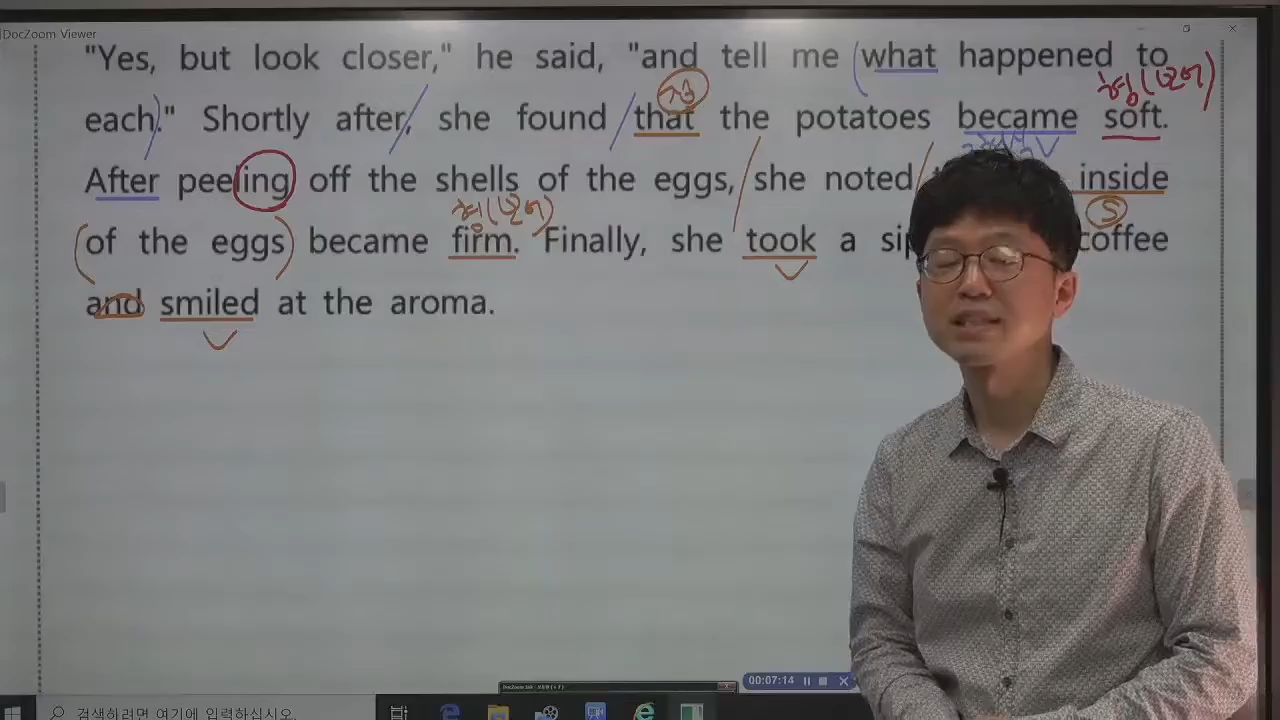 DocZoom Viewer
"Yes, but look closer," he said, "and tell me what happened to
형(보어)
each." Shortly after, she found that the potatoes became soft.
After peeling off the shells of the eggs, she noted inside
형(보어)
S
of the eggs became firm. Finally, she took a sip coffee
and smiled at the aroma.
00:07:14
검색하려면 여기에 입력하십시오.